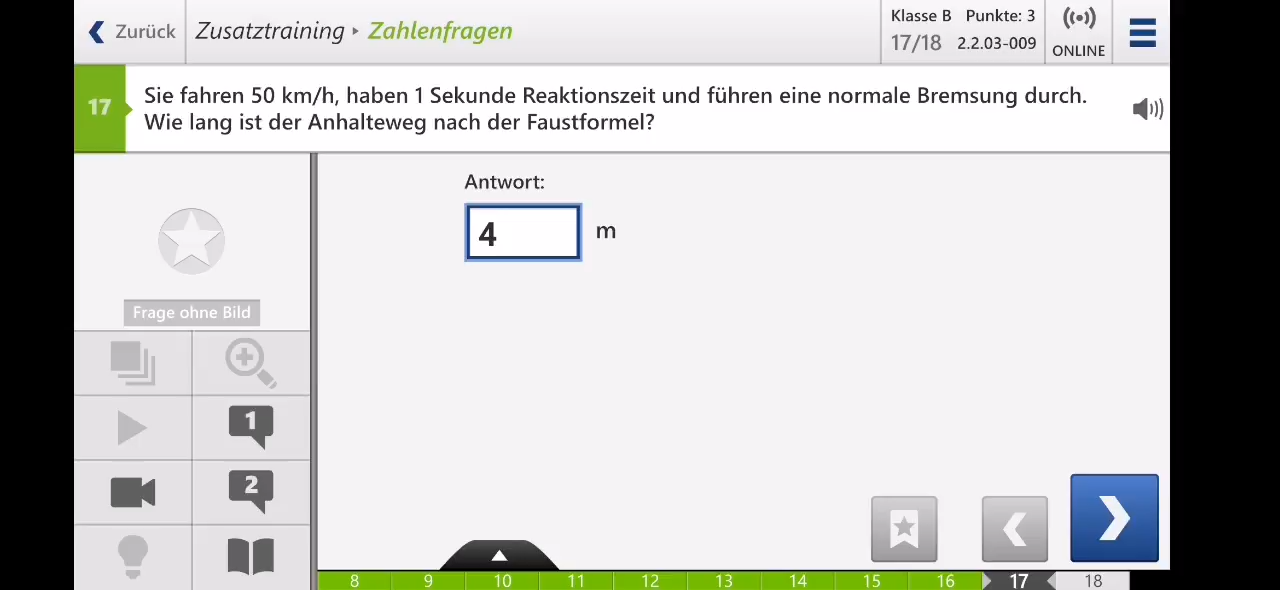 Zurück
Zusatztraining ▸ Zahlenfragen
Klasse B Punkte: 3
17/18 2.2.03-009
ONLINE
17
Sie fahren 50 km/h, haben 1 Sekunde Reaktionszeit und führen eine normale Bremsung durch.
Wie lang ist der Anhalteweg nach der Faustformel?
Antwort:
4 m
Frage ohne Bild
1
2
8 9 10 11 12 13 14 15 16 17 18